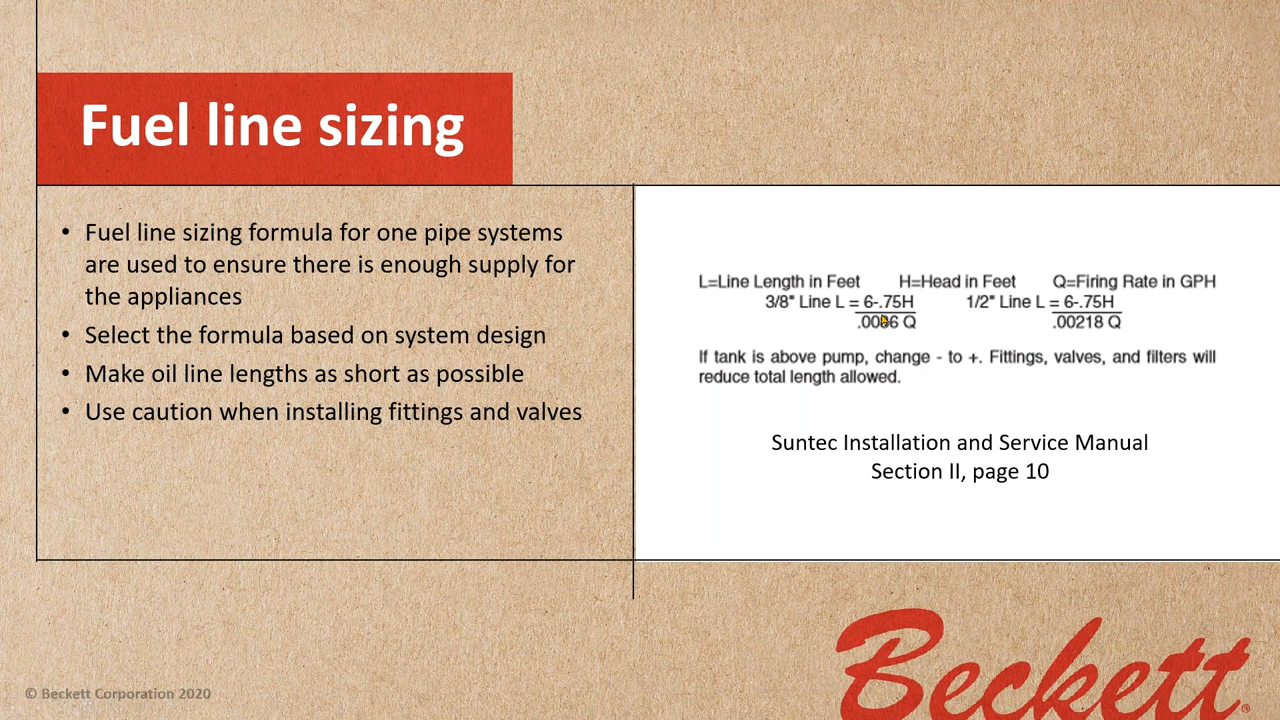 Fuel line sizing
• Fuel line sizing formula for one pipe systems
are used to ensure there is enough supply for
the appliances
• Select the formula based on system design
• Make oil line lengths as short as possible
• Use caution when installing fittings and valves
L=Line Length in Feet H=Head in Feet Q=Firing Rate in GPH
3/8" Line L = 6-.75H 1/2" Line L = 6-.75H
Q .00218 Q
If tank is above pump, change - to +. Fittings, valves, and filters will
reduce total length allowed.
Suntec Installation and Service Manual
Section II, page 10
© Beckett Corporation 2020
Beckett®